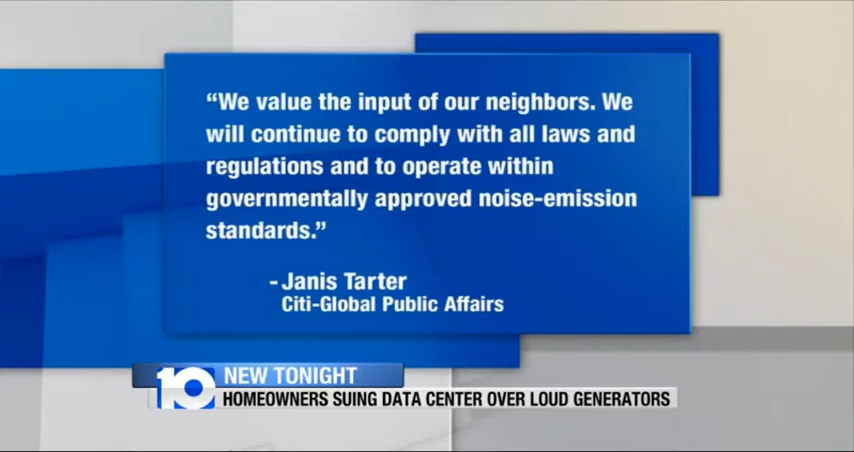 “We value the input of our neighbors. We
will continue to comply with all laws and
regulations and to operate within
governmentally approved noise-emission
standards.”
- Janis Tarter
Citi-Global Public Affairs
10 NEW TONIGHT
HOMEOWNERS SUING DATA CENTER OVER LOUD GENERATORS